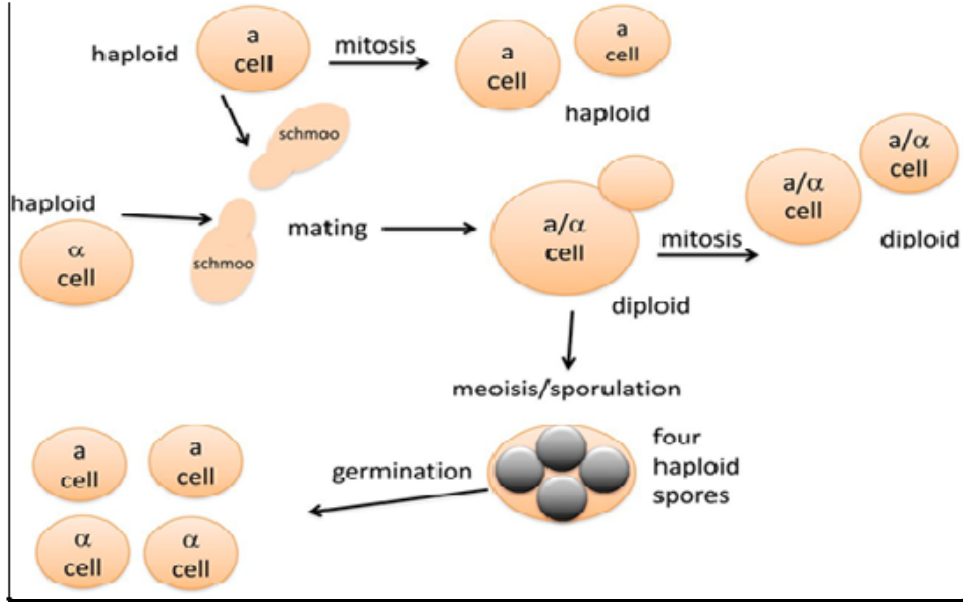 haploid
a
cell
mitosis
a
cell
a
cell
haploid
schmoo
haploid
α
cell
schmoo
mating
a/α
cell
diploid
mitosis
a/α
cell
a/α
cell
diploid
meoisis/sporulation
four
haploid
spores
germination
a
cell
a
cell
α
cell
α
cell